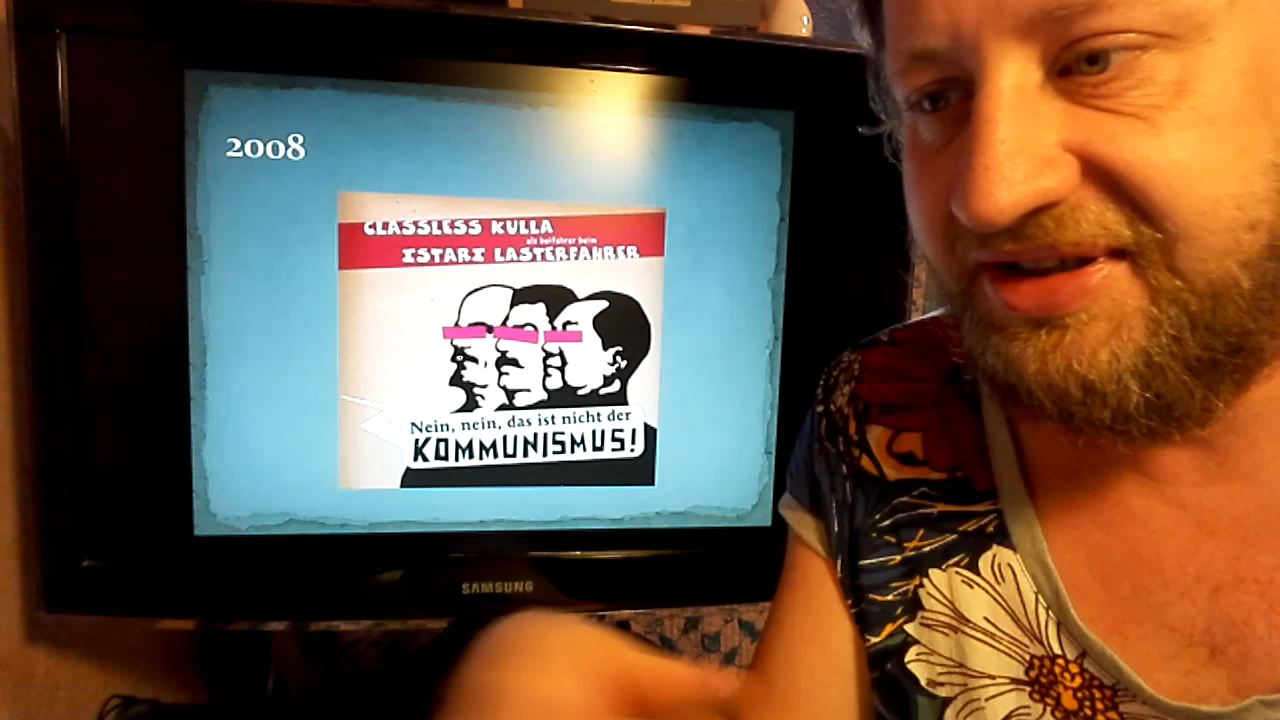 2008
CLASSLESS KULLA
als beifahrer beim
ISTARI LASTERFAHRER
Nein, nein, das ist nicht der
KOMMUNISMUS!
SAMSUNG